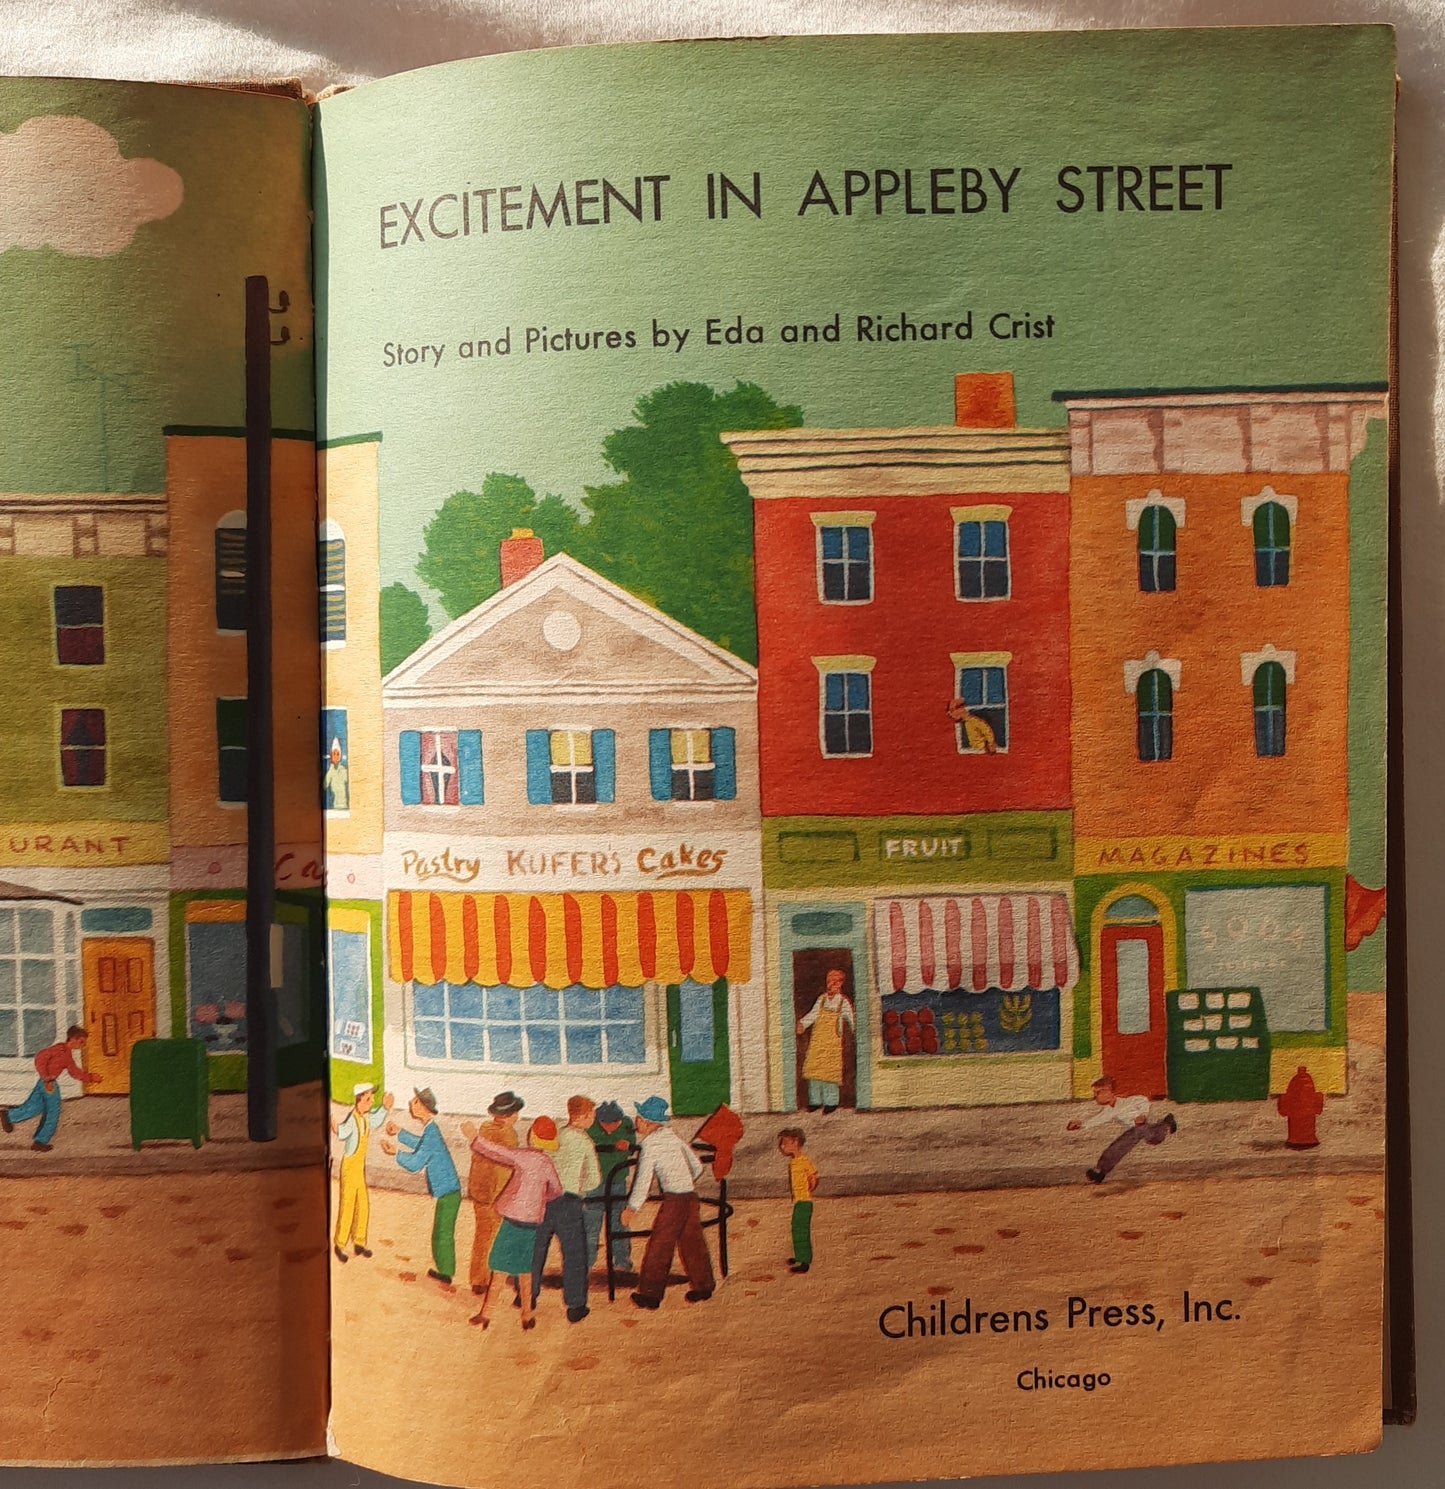 EXCITEMENT IN APPLEBY STREET
Story and Pictures by Eda and Richard Crist
URANT
Ca
Pastry KUFER'S Cakes
FRUIT
MAGAZINES
Childrens Press, Inc.
Chicago